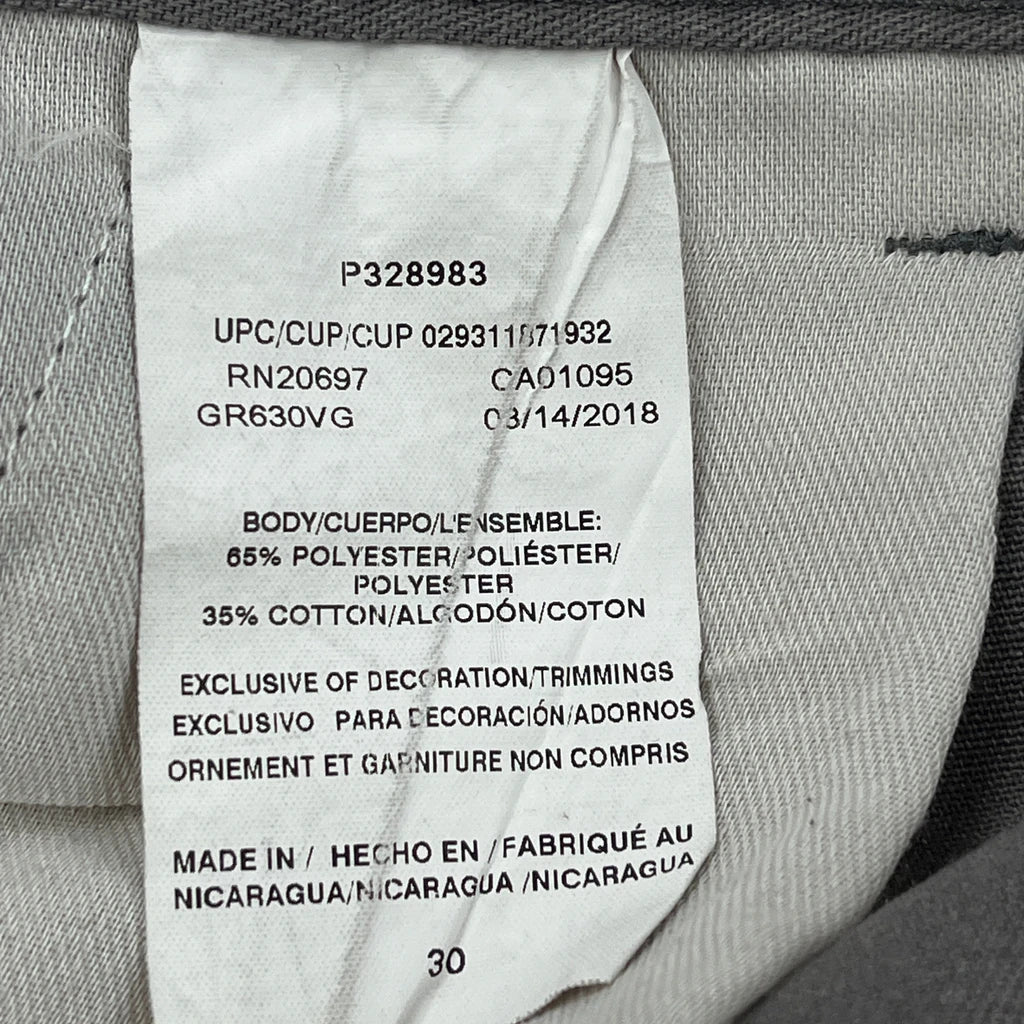 P328983
UPC/CUP/CUP 029311871932
RN20697 CA01095
GR630VG 03/14/2018
BODY/CUERPO/L'ENSEMBLE:
65% POLYESTER/POLIÉSTER/
POLYESTER
35% COTTON/ALGODÓN/COTON
EXCLUSIVE OF DECORATION/TRIMMINGS
EXCLUSIVO PARA DECORACIÓN/ADORNOS
ORNEMENT ET GARNITURE NON COMPRIS
MADE IN / HECHO EN /FABRIQUÉ AU
NICARAGUA/NICARAGUA /NICARAGUA
30